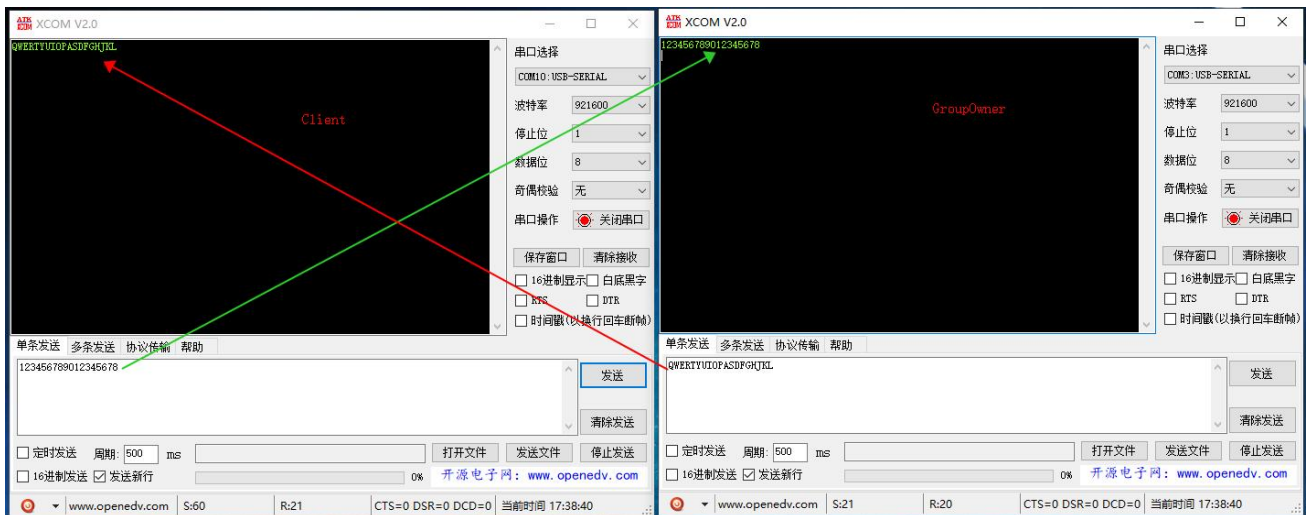 XCOM V2.0
QWERTYUIOPASDFGHJKL
Client
串口选择
COM10:USB-SERIAL
波特率 921600
停止位 1
数据位 8
奇偶校验 无
串口操作 关闭串口
保存窗口 清除接收
16进制显示 白底黑字
RTS DTR
时间戳(以换行回车断帧)
单条发送 多条发送 协议传输 帮助
123456789012345678
发送
清除发送
定时发送 周期: 500 ms 打开文件 发送文件 停止发送
16进制发送 发送新行 0% 开源电子网: www.openedv.com
www.openedv.com S:60 R:21 CTS=0 DSR=0 DCD=0 当前时间 17:38:40
XCOM V2.0
123456789012345678
GroupOwner
串口选择
COM3:USB-SERIAL
波特率 921600
停止位 1
数据位 8
奇偶校验 无
串口操作 关闭串口
保存窗口 清除接收
16进制显示 白底黑字
RTS DTR
时间戳(以换行回车断帧)
单条发送 多条发送 协议传输 帮助
QWERTYUIOPASDFGHJKL
发送
清除发送
定时发送 周期: 500 ms 打开文件 发送文件 停止发送
16进制发送 发送新行 0% 开源电子网: www.openedv.com
www.openedv.com S:21 R:20 CTS=0 DSR=0 DCD=0 当前时间 17:38:40